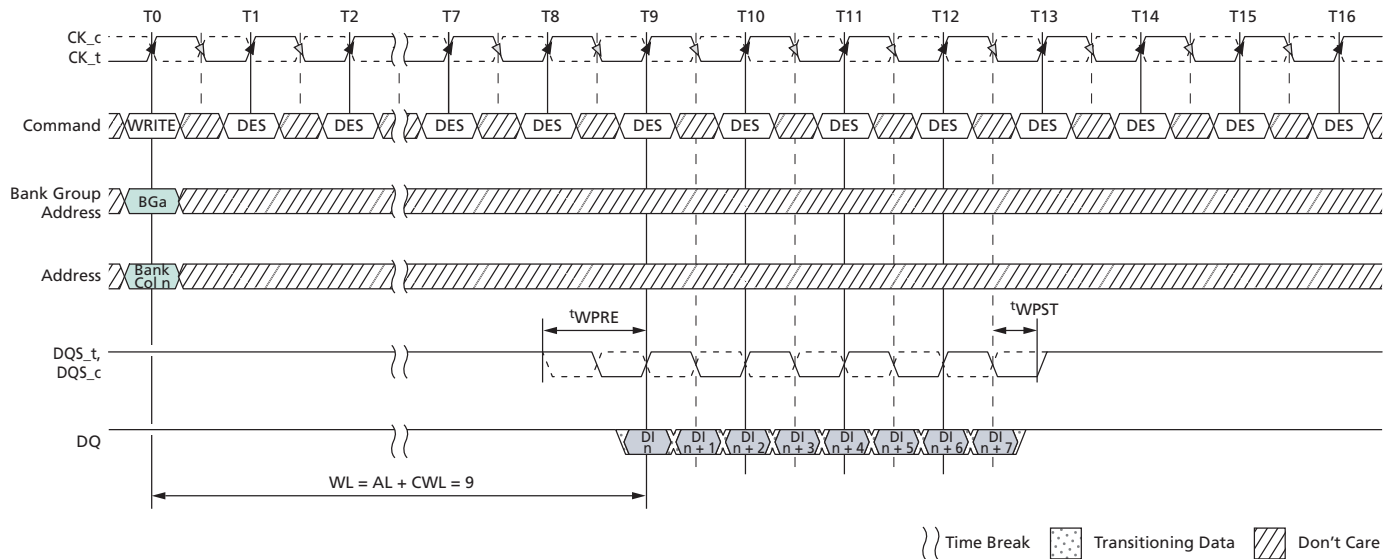 T0 T1 T2 T7 T8 T9 T10 T11 T12 T13 T14 T15 T16
CK_c
CK_t
Command WRITE DES DES DES DES DES DES DES DES DES DES DES DES
Bank Group
Address
BGa
Address
Bank
Col n
tWPRE
tWPST
DQS_t,
DQS_c
DQ
DI
n
DI
n + 1
DI
n + 2
DI
n + 3
DI
n + 4
DI
n + 5
DI
n + 6
DI
n + 7
WL = AL + CWL = 9
Time Break Transitioning Data Don't Care